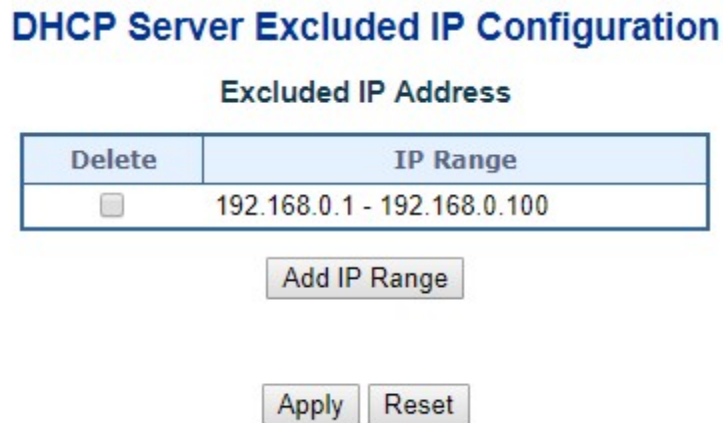 DHCP Server Excluded IP Configuration
Excluded IP Address
Delete IP Range
192.168.0.1 - 192.168.0.100
Add IP Range
Apply Reset